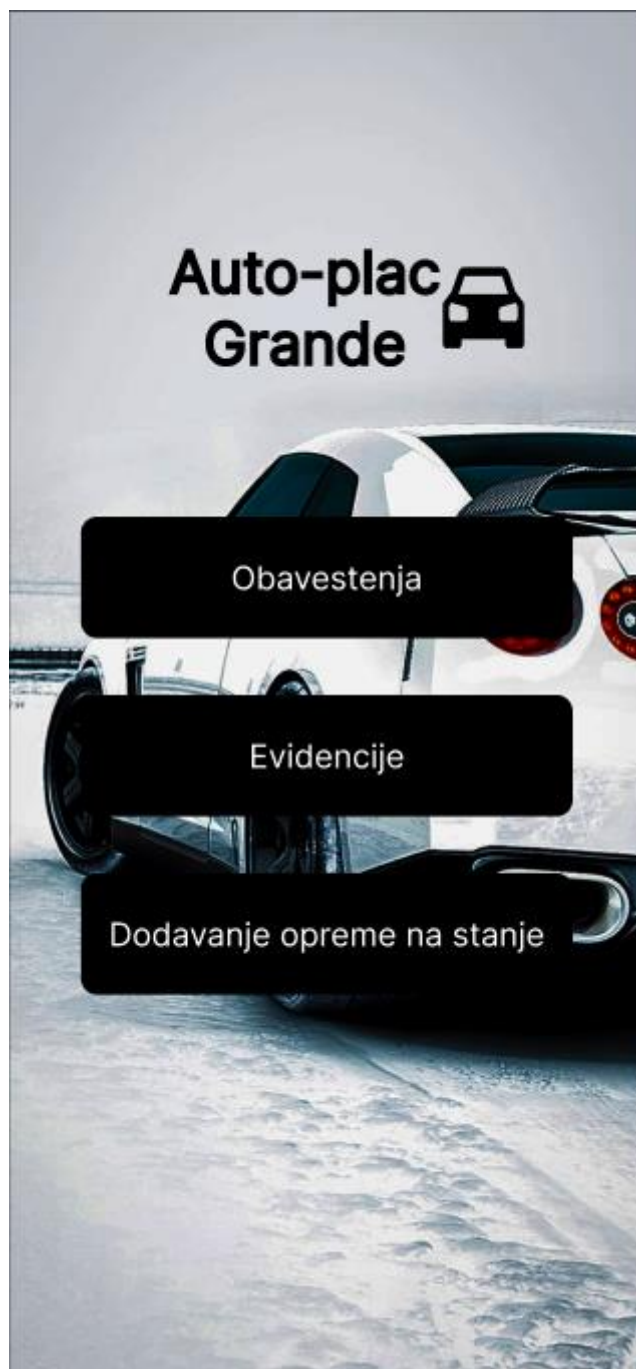 Auto-plac
Grande
Obavestenja
Evidencije
Dodavanje opreme na stanje